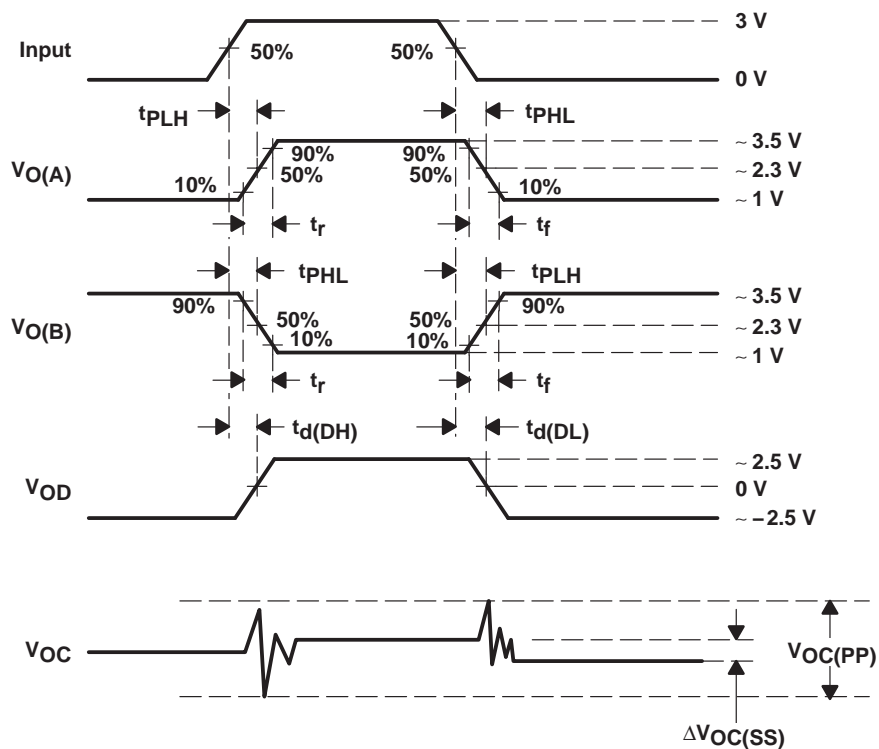 3 V
Input
50%
50%
0 V
tPLH
tPHL
~ 3.5 V
90%
90%
VO(A)
50%
50%
~ 2.3 V
10%
10%
~ 1 V
tr
tf
tPHL
tPLH
~ 3.5 V
90%
90%
VO(B)
50%
50%
~ 2.3 V
10%
10%
~ 1 V
tr
tf
td(DH)
td(DL)
~ 2.5 V
VOD
0 V
~ –2.5 V
VOC
VOC(PP)
ΔVOC(SS)